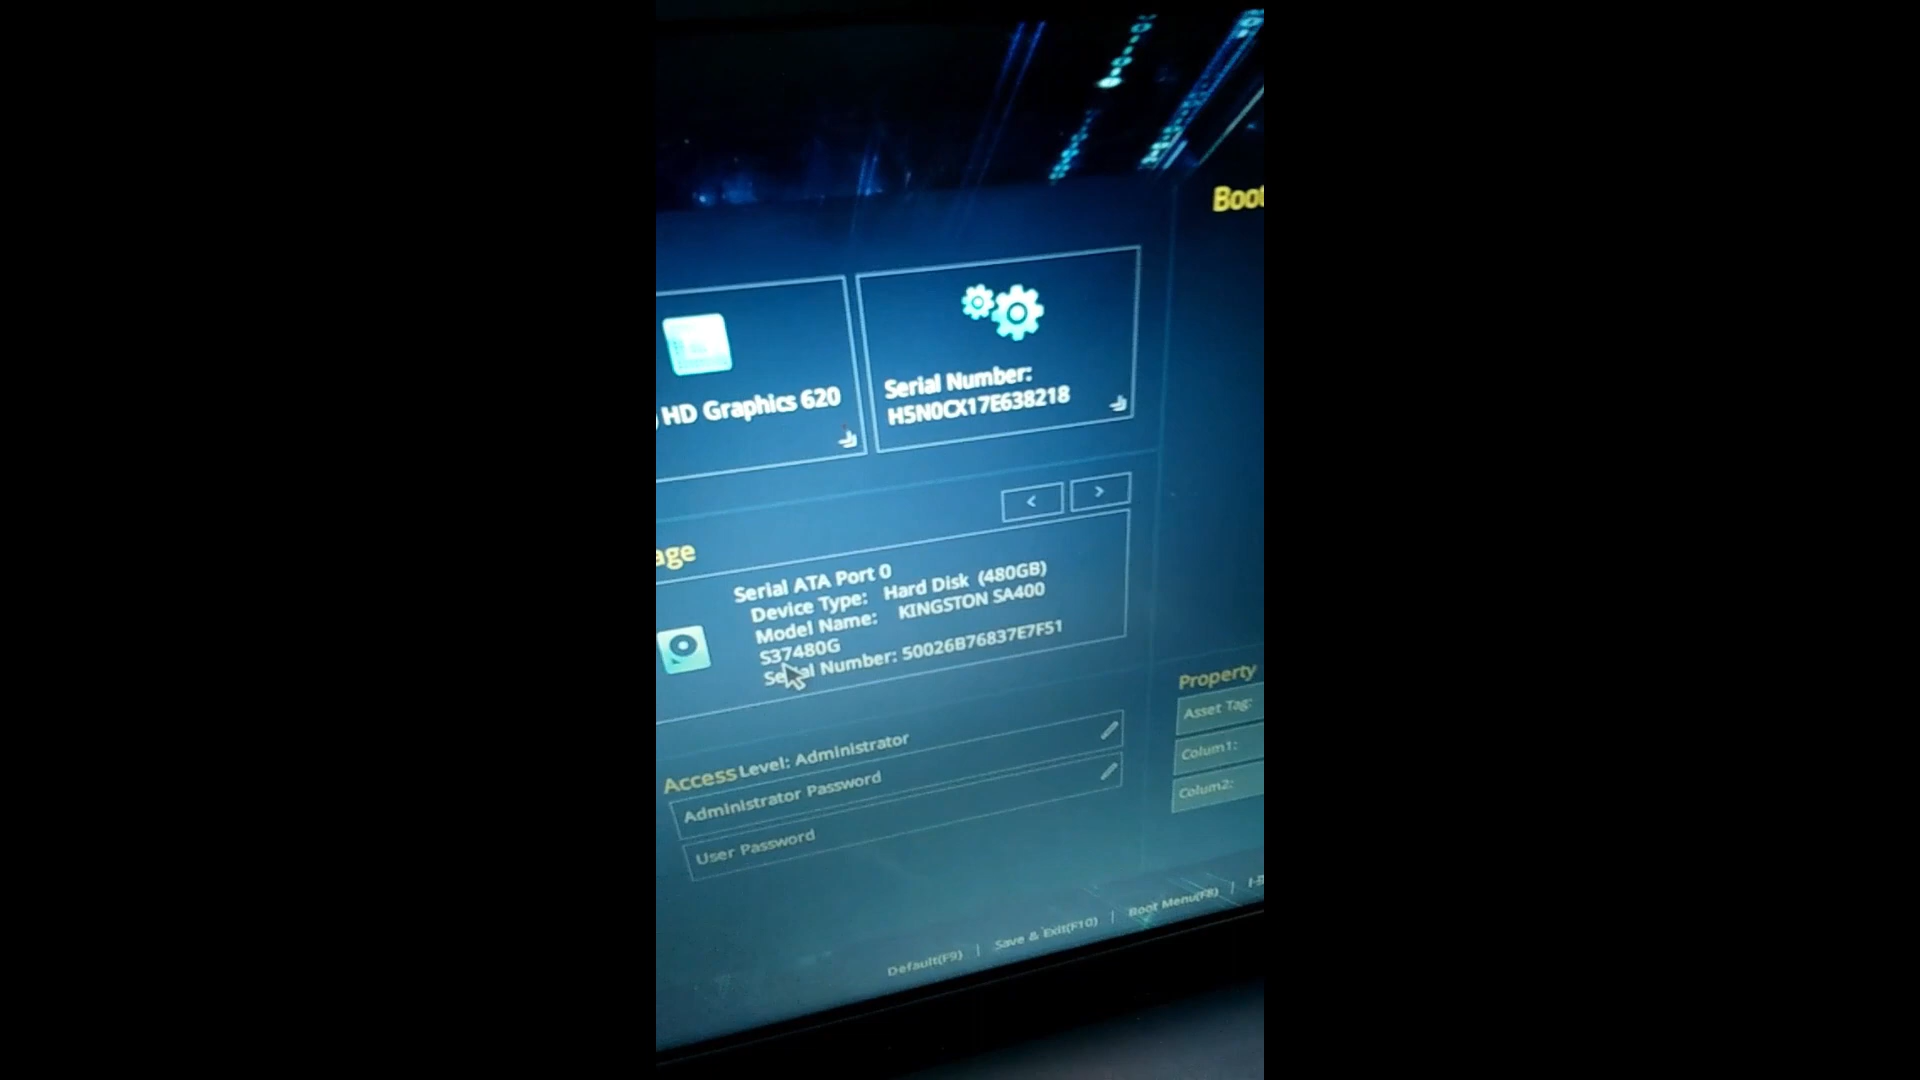 Boot
HD Graphics 620
Serial Number:
H5N0CX17E638218
age
Serial ATA Port 0
Device Type: Hard Disk (480GB)
Model Name: KINGSTON SA400
S37480G
Serial Number: 50026B76837E7F51
Access Level: Administrator
Administrator Password
User Password
Property
Asset Tag:
Colum1:
Colum2:
Default(F9) | Save & Exit(F10) | Boot Menu(F8) |